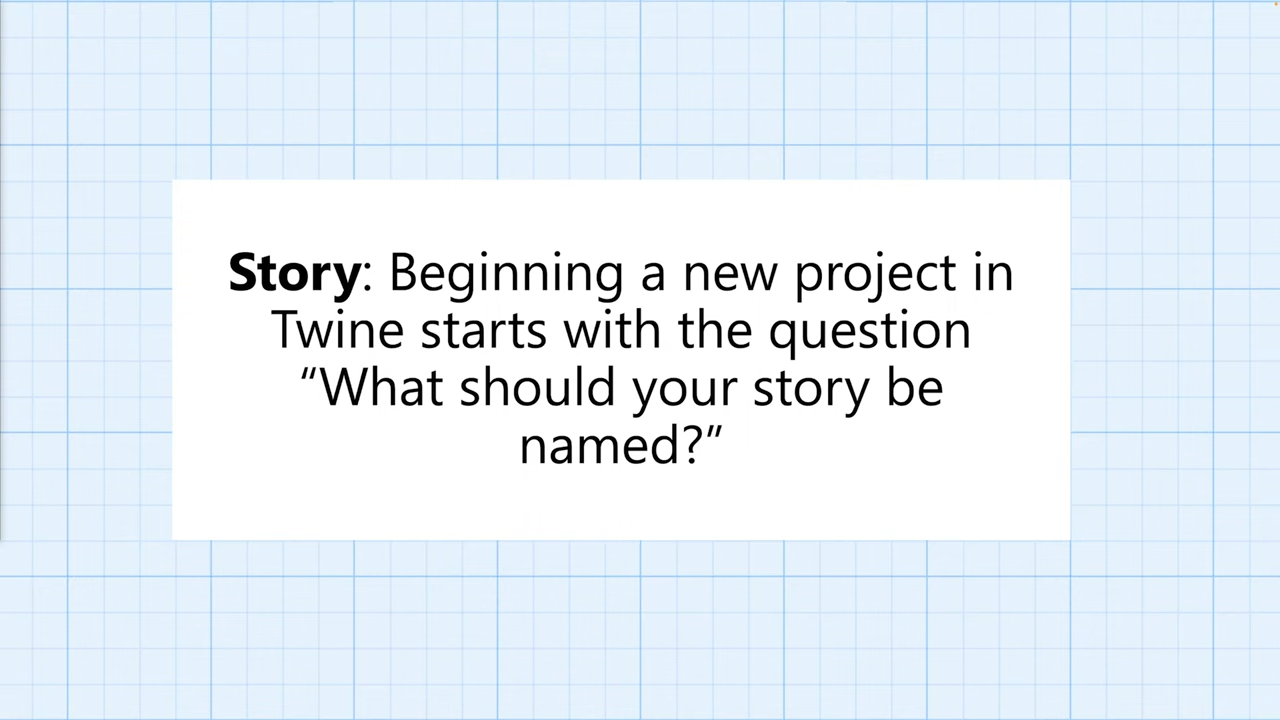 Story: Beginning a new project in
Twine starts with the question
“What should your story be
named?”